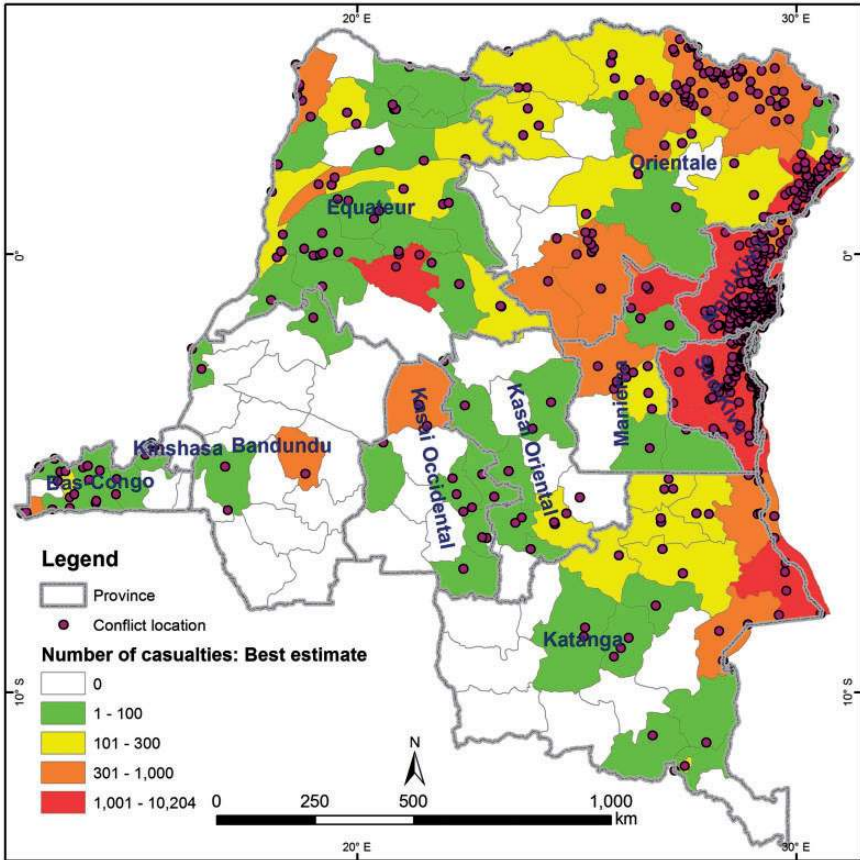 20° E
30° E
Orientale
Equateur
0°
0°
Nord Kivu
Sud Kivu
Maniema
Kasai Oriental
Kasai Occidental
Kinshasa
Bandundu
Bas-Congo
Katanga
Legend
Province
Conflict location
Number of casualties: Best estimate
0
1 - 100
101 - 300
301 - 1,000
1,001 - 10,204
10° S
10° S
N
0
250
500
1,000
km
20° E
30° E